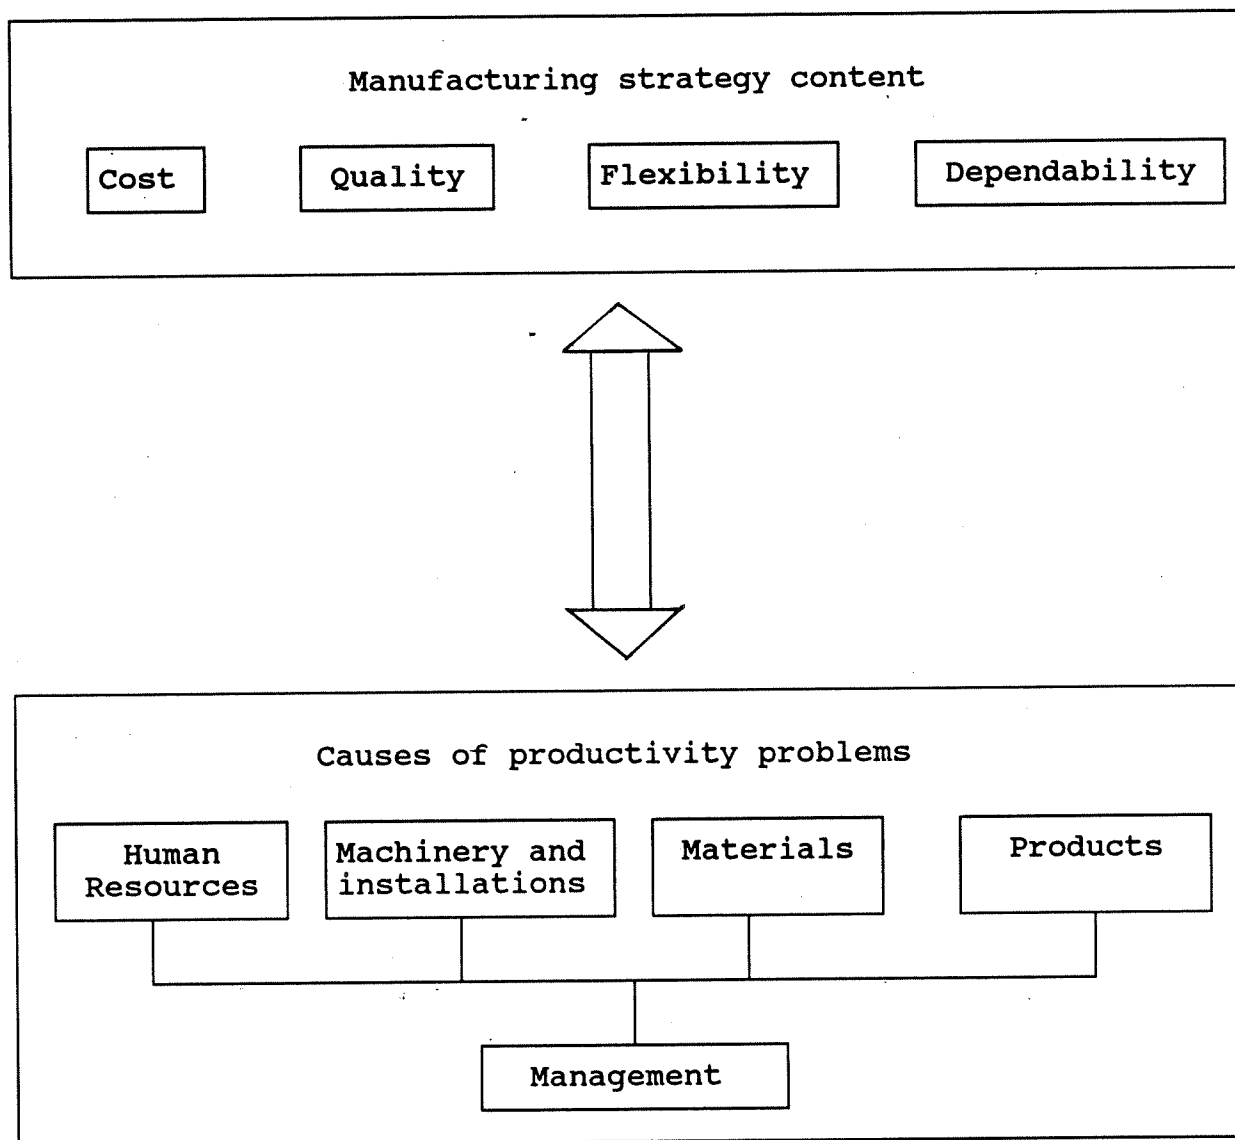 Manufacturing strategy content
Cost
Quality
Flexibility
Dependability
Causes of productivity problems
Human
Resources
Machinery and
installations
Materials
Products
Management